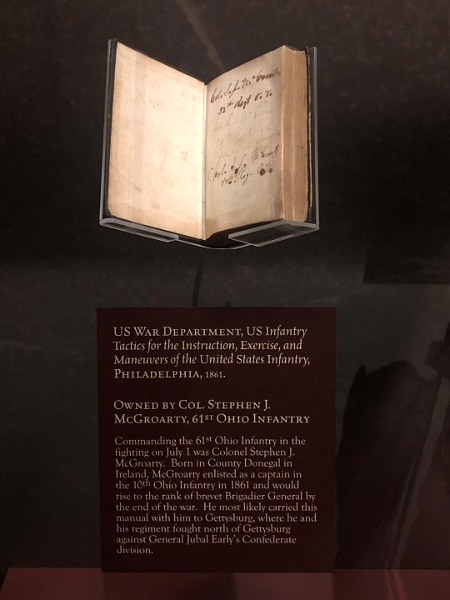 52th Regt O. V.
US WAR DEPARTMENT, US Infantry
Tactics for the Instruction, Exercise, and
Maneuvers of the United States Infantry,
PHILADELPHIA, 1861.
OWNED BY COL. STEPHEN J.
MCGROARTY, 61ST OHIO INFANTRY
Commanding the 61st Ohio Infantry in the
fighting on July 1 was Colonel Stephen J.
McGroarty. Born in County Donegal in
Ireland, McGroarty enlisted as a captain in
the 10th Ohio Infantry in 1861 and would
rise to the rank of brevet Brigadier General by
the end of the war. He most likely carried this
manual with him to Gettysburg, where he and
his regiment fought north of Gettysburg
against General Jubal Early's Confederate
division.